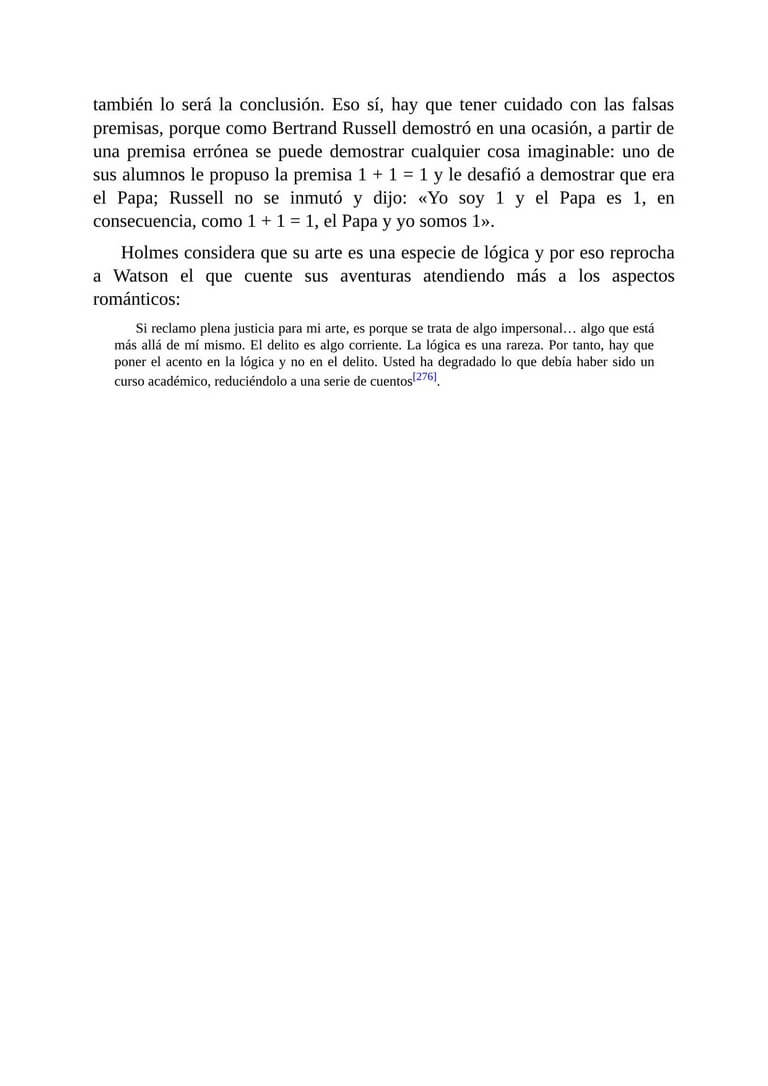 también lo será la conclusión. Eso sí, hay que tener cuidado con las falsas
premisas, porque como Bertrand Russell demostró en una ocasión, a partir de
una premisa errónea se puede demostrar cualquier cosa imaginable: uno de
sus alumnos le propuso la premisa 1 + 1 = 1 y le desafió a demostrar que era
el Papa; Russell no se inmutó y dijo: «Yo soy 1 y el Papa es 1, en
consecuencia, como 1 + 1 = 1, el Papa y yo somos 1».
Holmes considera que su arte es una especie de lógica y por eso reprocha
a Watson el que cuente sus aventuras atendiendo más a los aspectos
románticos:
Si reclamo plena justicia para mi arte, es porque se trata de algo impersonal… algo que está
más allá de mí mismo. El delito es algo corriente. La lógica es una rareza. Por tanto, hay que
poner el acento en la lógica y no en el delito. Usted ha degradado lo que debía haber sido un
curso académico, reduciéndolo a una serie de cuentos[276].